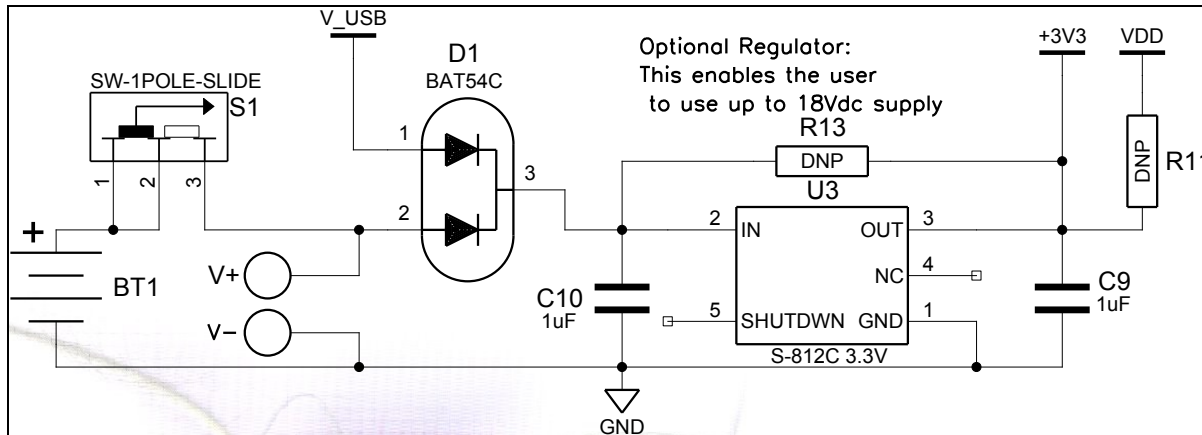 V_USB
D1
BAT54C
SW-1POLE-SLIDE
S1
1
2
3
1
2
3
Optional Regulator:
This enables the user
to use up to 18Vdc supply
R13
DNP
U3
+3V3
VDD
DNP
R11
2
IN
OUT
3
NC
4
5
SHUTDWN
GND
1
S-812C 3.3V
+
BT1
V+
V-
C10
1uF
C9
1uF
GND